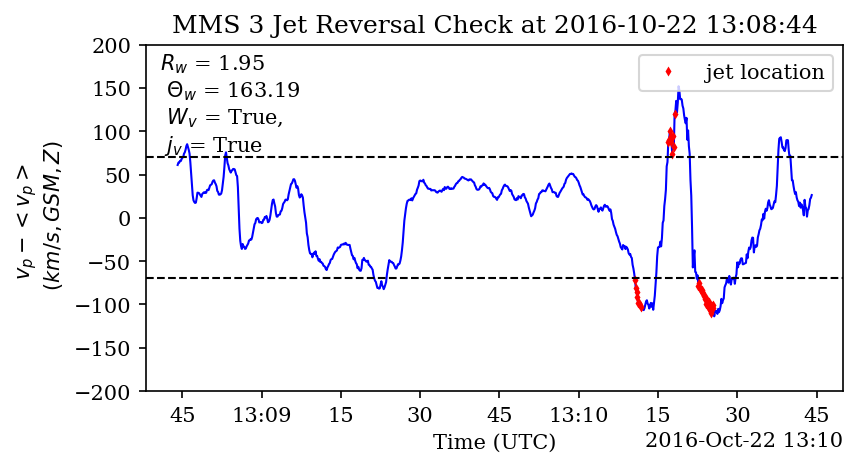 MMS 3 Jet Reversal Check at 2016-10-22 13:08:44
R_w = 1.95
Θ_w = 163.19
W_v = True,
j_v = True
jet location
200
150
100
50
0
−50
−100
−150
−200
v_p − < v_p >
(km/s, GSM, Z)
45 13:09 15 30 45 13:10 15 30 45
Time (UTC)
2016-Oct-22 13:10